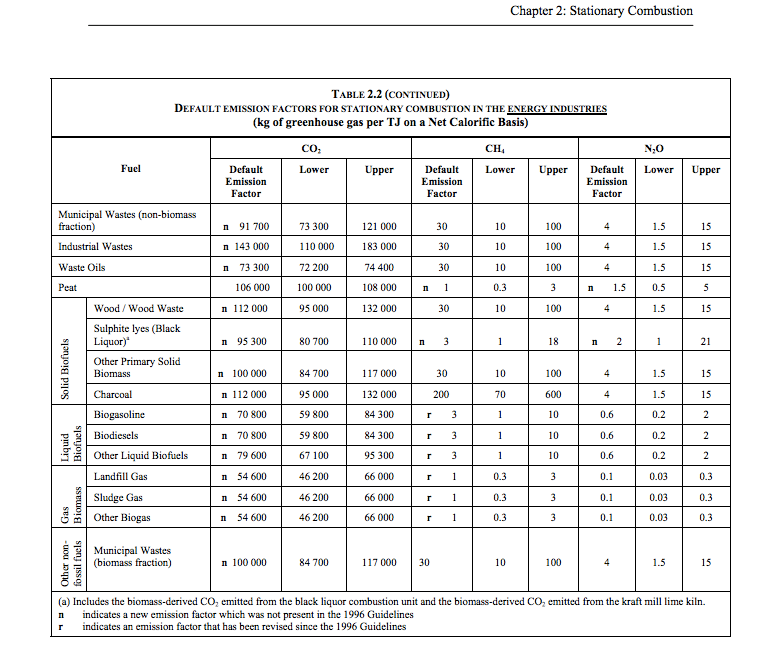 Chapter 2: Stationary Combustion
TABLE 2.2 (CONTINUED)
DEFAULT EMISSION FACTORS FOR STATIONARY COMBUSTION IN THE ENERGY INDUSTRIES
(kg of greenhouse gas per TJ on a Net Calorific Basis)
CO₂ CH₄ N₂O
Fuel
Default Emission Factor Lower Upper Default Emission Factor Lower Upper Default Emission Factor Lower Upper
Municipal Wastes (non-biomass
fraction) n 91 700 73 300 121 000 30 10 100 4 1.5 15
Industrial Wastes n 143 000 110 000 183 000 30 10 100 4 1.5 15
Waste Oils n 73 300 72 200 74 400 30 10 100 4 1.5 15
Peat 106 000 100 000 108 000 n 1 0.3 3 n 1.5 0.5 5
Solid Biofuels
Wood / Wood Waste n 112 000 95 000 132 000 30 10 100 4 1.5 15
Sulphite lyes (Black
Liquor)ᵃ n 95 300 80 700 110 000 n 3 1 18 n 2 1 21
Other Primary Solid
Biomass n 100 000 84 700 117 000 30 10 100 4 1.5 15
Charcoal n 112 000 95 000 132 000 200 70 600 4 1.5 15
Liquid
Biofuels
Biogasoline n 70 800 59 800 84 300 r 3 1 10 0.6 0.2 2
Biodiesels n 70 800 59 800 84 300 r 3 1 10 0.6 0.2 2
Other Liquid Biofuels n 79 600 67 100 95 300 r 3 1 10 0.6 0.2 2
Gas
Biomass
Landfill Gas n 54 600 46 200 66 000 r 1 0.3 3 0.1 0.03 0.3
Sludge Gas n 54 600 46 200 66 000 r 1 0.3 3 0.1 0.03 0.3
Other Biogas n 54 600 46 200 66 000 r 1 0.3 3 0.1 0.03 0.3
Other non-
fossil fuels
Municipal Wastes
(biomass fraction) n 100 000 84 700 117 000 30 10 100 4 1.5 15
(a) Includes the biomass-derived CO₂ emitted from the black liquor combustion unit and the biomass-derived CO₂ emitted from the kraft mill lime kiln.
n indicates a new emission factor which was not present in the 1996 Guidelines
r indicates an emission factor that has been revised since the 1996 Guidelines